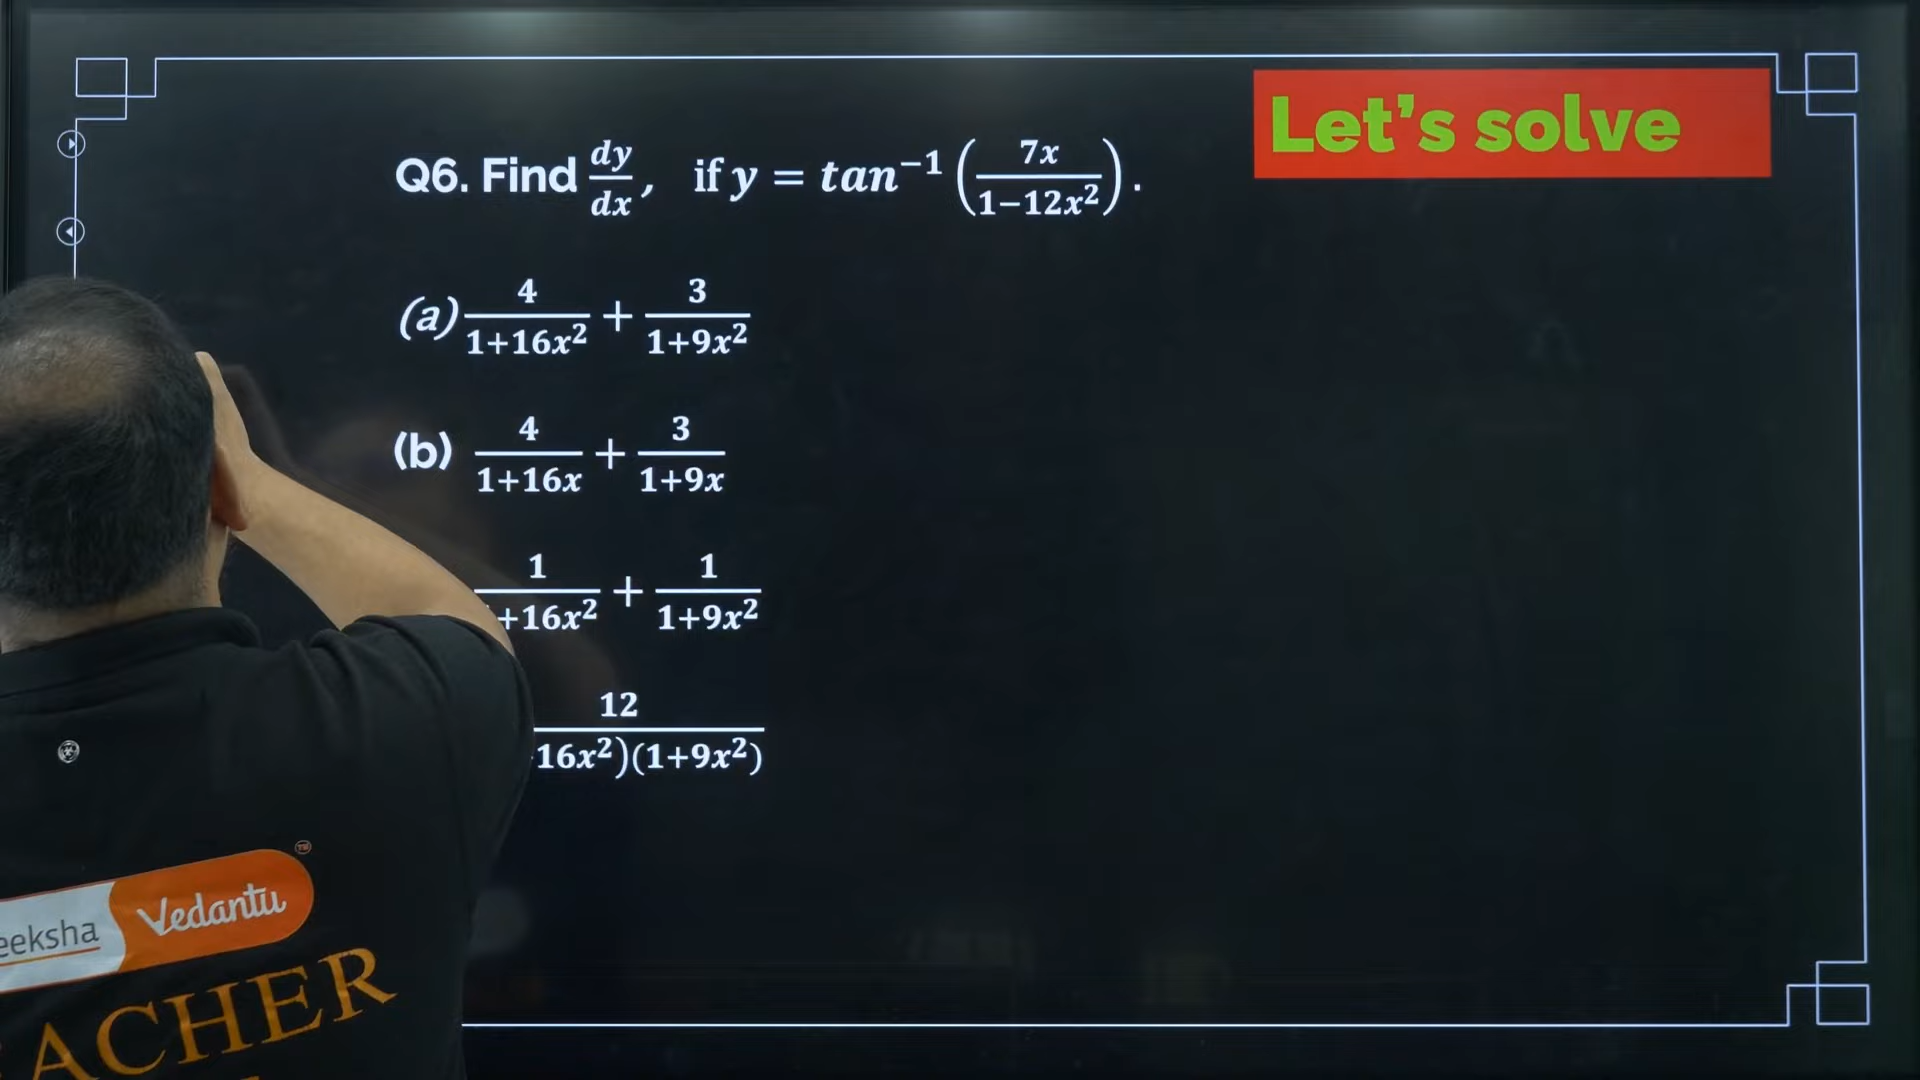 Let's solve
Q6. Find dy/dx, if y = tan⁻¹ (7x/1−12x²).
(a) 4/1+16x² + 3/1+9x²
(b) 4/1+16x + 3/1+9x
1/+16x² + 1/1+9x²
12/16x²)(1+9x²)
eeksha Vedantu TM
ACHER